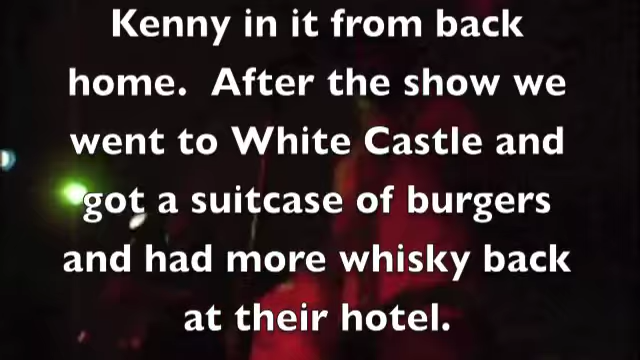 Kenny in it from back
home.  After the show we
went to White Castle and
got a suitcase of burgers
and had more whisky back
at their hotel.